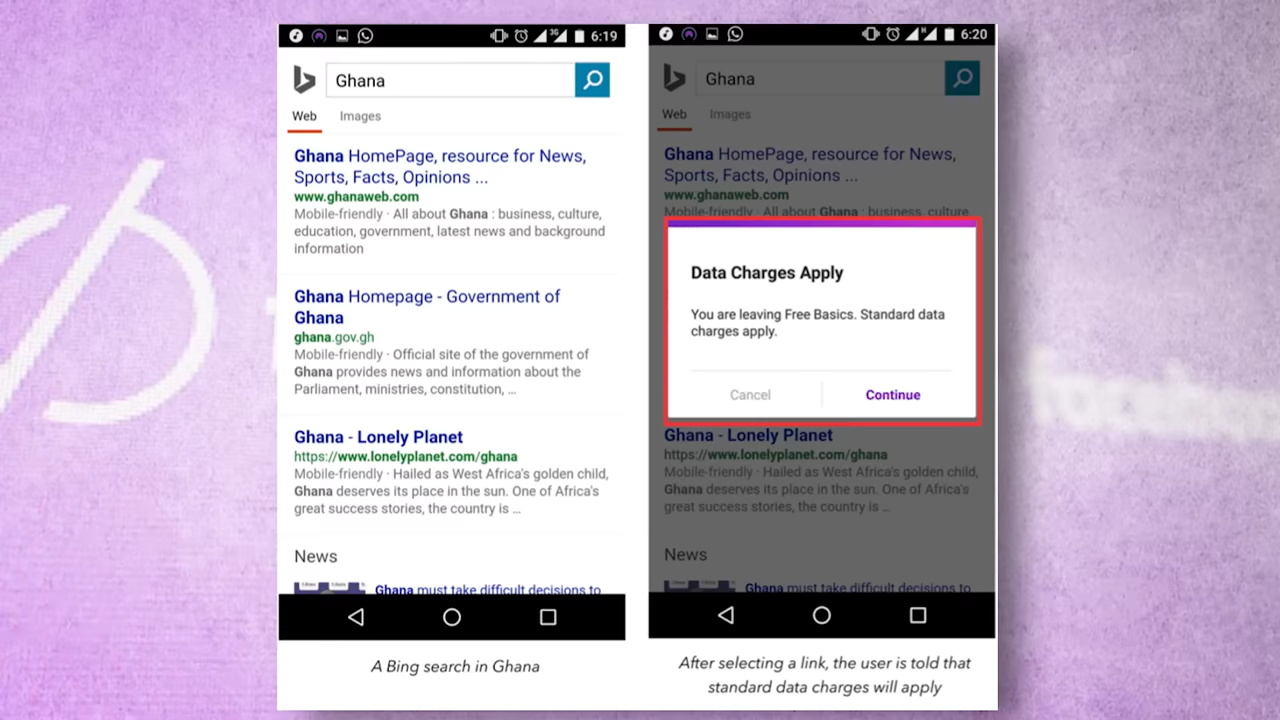 6:19
Ghana
Web Images
Ghana HomePage, resource for News,
Sports, Facts, Opinions ...
www.ghanaweb.com
Mobile-friendly · All about Ghana : business, culture,
education, government, latest news and background
information
Ghana Homepage - Government of
Ghana
ghana.gov.gh
Mobile-friendly · Official site of the government of
Ghana provides news and information about the
Parliament, ministries, constitution, ...
Ghana - Lonely Planet
https://www.lonelyplanet.com/ghana
Mobile-friendly · Hailed as West Africa's golden child,
Ghana deserves its place in the sun. One of Africa's
great success stories, the country is ...
News
Ghana must take difficult decisions to
A Bing search in Ghana
6:20
Ghana
Web Images
Ghana HomePage, resource for News,
Sports, Facts, Opinions ...
www.ghanaweb.com
Mobile-friendly · All about Ghana : business, culture,
Data Charges Apply
You are leaving Free Basics. Standard data
charges apply.
Cancel Continue
Ghana - Lonely Planet
https://www.lonelyplanet.com/ghana
Mobile-friendly · Hailed as West Africa's golden child,
Ghana deserves its place in the sun. One of Africa's
great success stories, the country is ...
News
Ghana must take difficult decisions to
After selecting a link, the user is told that
standard data charges will apply